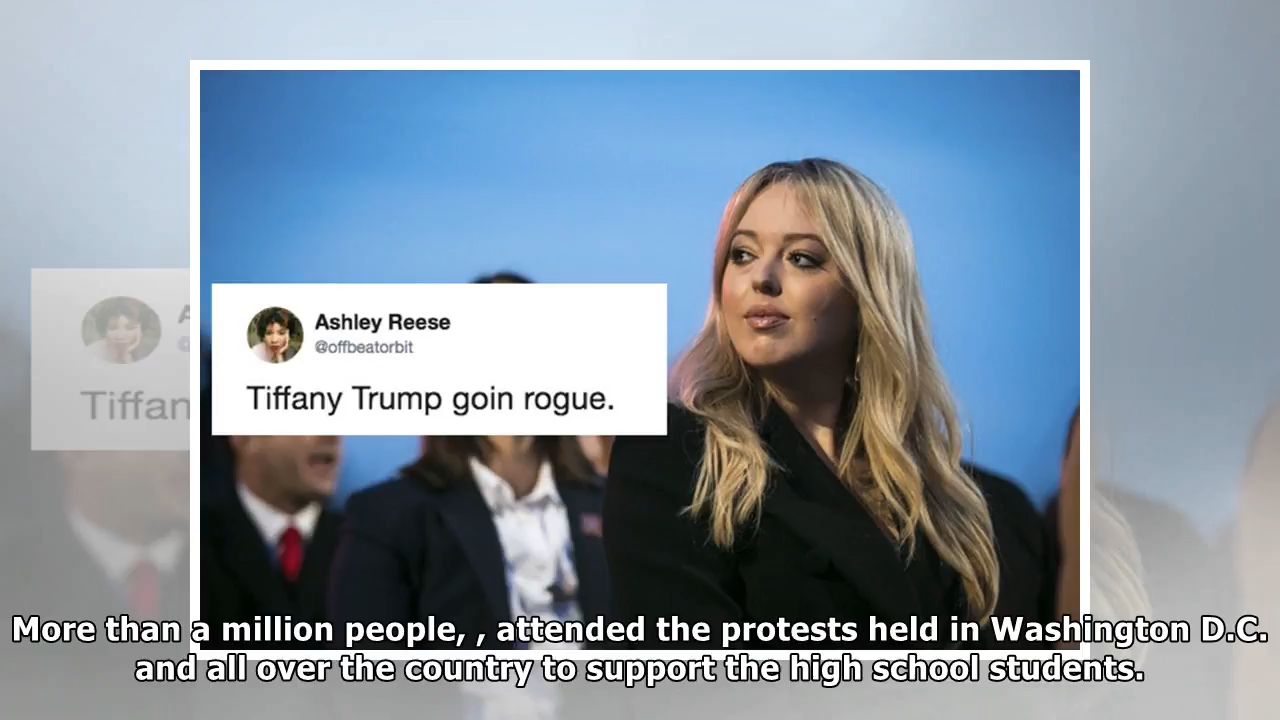 Ashley Reese
@offbeatorbit
Tiffany Trump goin rogue.
Tiffan
More than a million people, , attended the protests held in Washington D.C.
and all over the country to support the high school students.